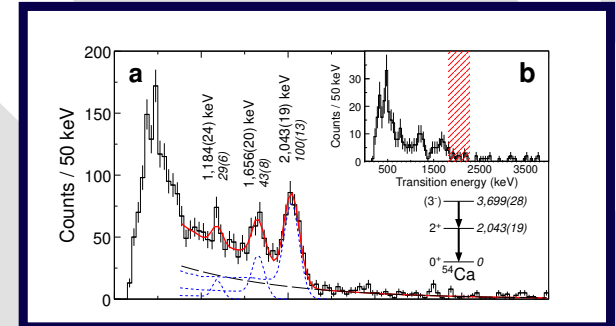 200
150
100
50
0
Counts / 50 keV
a
1,184(24) keV
29(6)
1,656(20) keV
43(8)
2,043(19) keV
100(13)
b
30
20
10
0
Counts / 50 keV
500 1500 2500 3500
Transition energy (keV)
(3⁻) 3,699(28)
2⁺ 2,043(19)
0⁺ 0
⁵⁴Ca